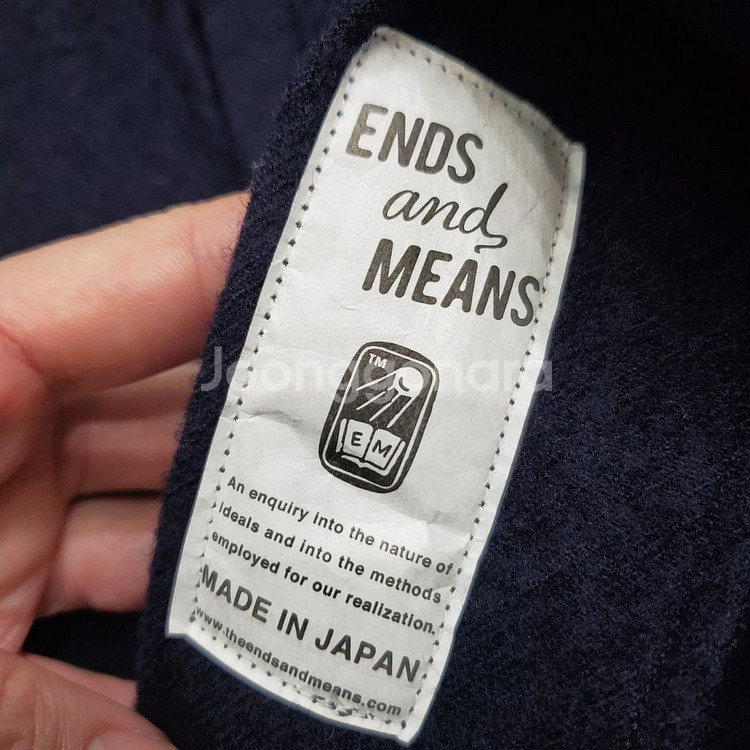 ENDS
and
MEANS
TM
E M
Joonggonara
An enquiry into the nature of
ideals and into the methods
employed for our realization.
MADE IN JAPAN
www.theendsandmeans.com